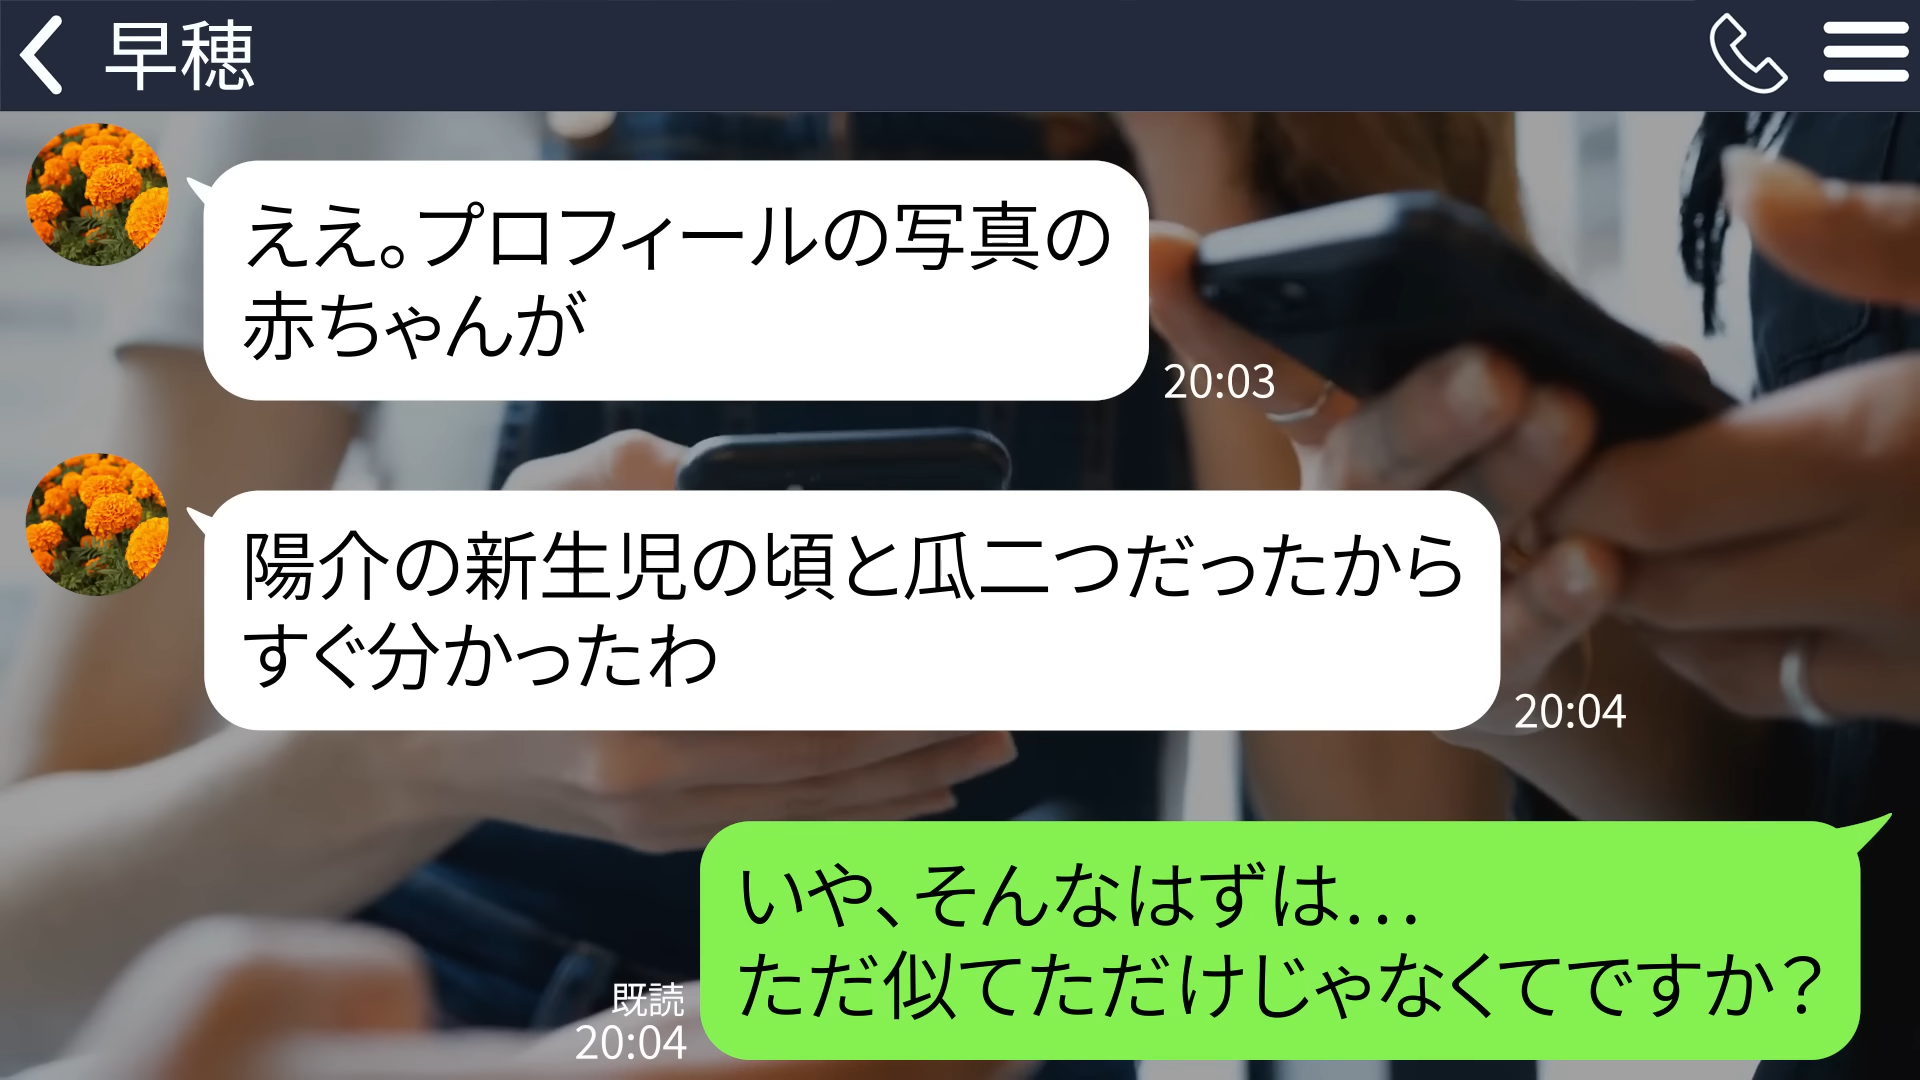 早穂
ええ。プロフィールの写真の
赤ちゃんが
20:03
陽介の新生児の頃と瓜二つだったから
すぐ分かったわ
20:04
いや、そんなはずは…
ただ似てただけじゃなくてですか？
既読
20:04